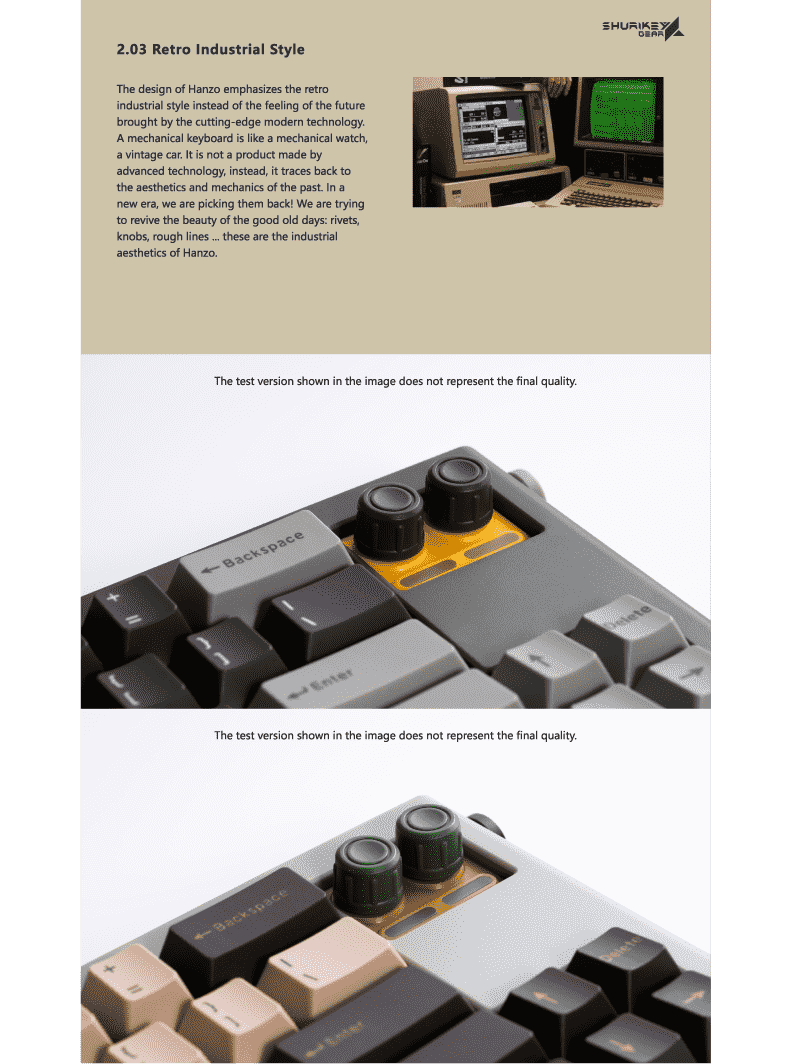 SHURIKEY
GEAR
2.03 Retro Industrial Style
The design of Hanzo emphasizes the retro
industrial style instead of the feeling of the future
brought by the cutting-edge modern technology.
A mechanical keyboard is like a mechanical watch,
a vintage car. It is not a product made by
advanced technology, instead, it traces back to
the aesthetics and mechanics of the past. In a
new era, we are picking them back! We are trying
to revive the beauty of the good old days: rivets,
knobs, rough lines ... these are the industrial
aesthetics of Hanzo.
The test version shown in the image does not represent the final quality.
← Backspace
+
=
Delete
Enter
The test version shown in the image does not represent the final quality.
← Backspace
+
=
Delete
Enter